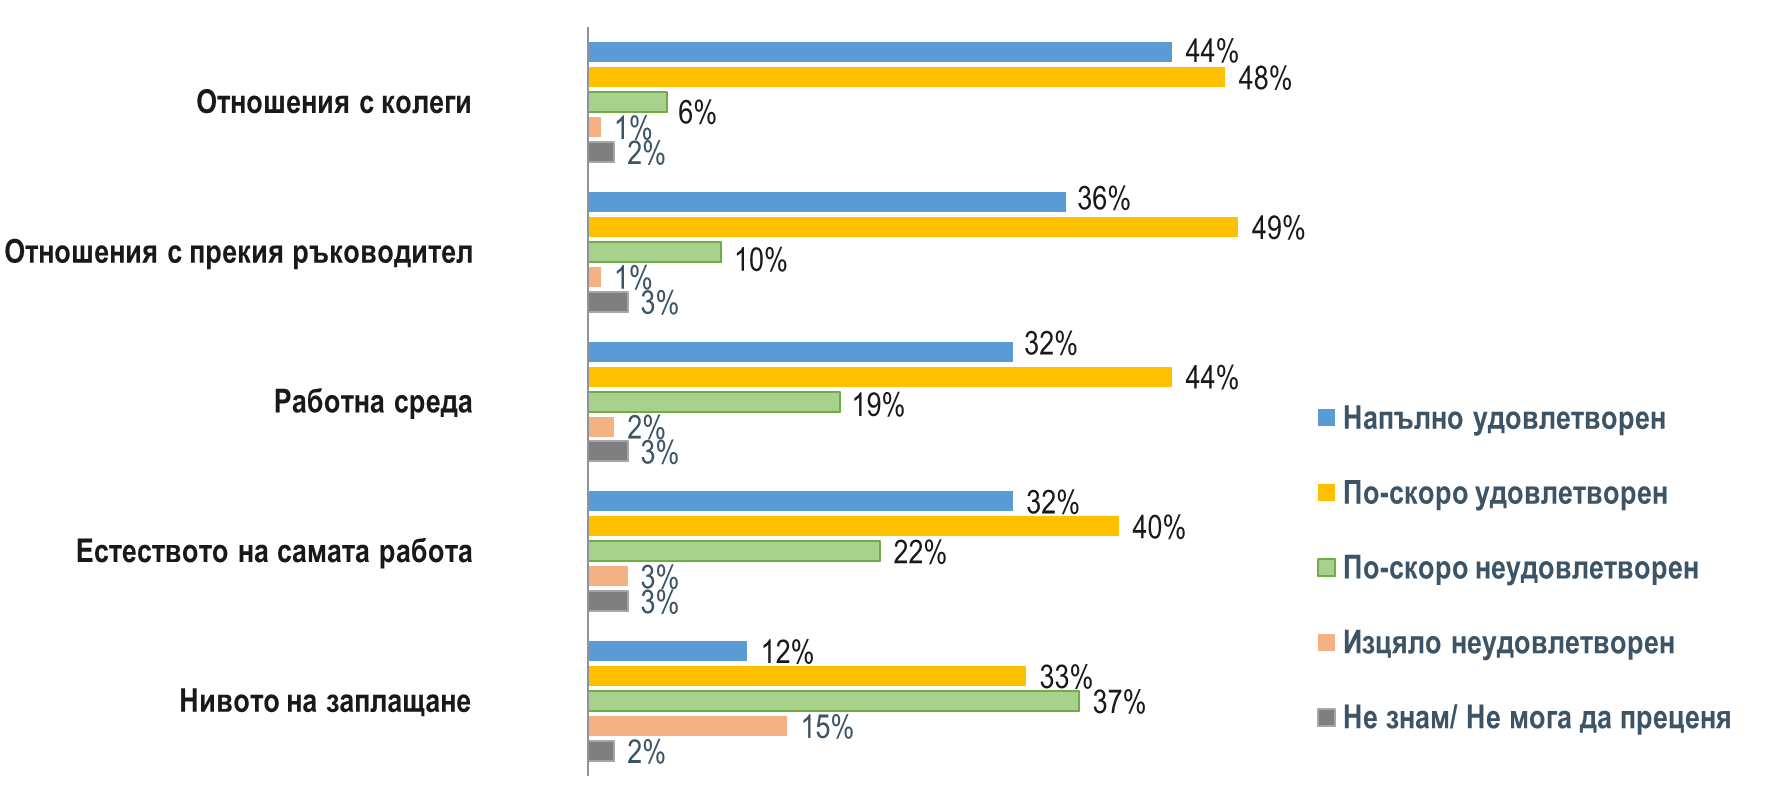 Отношения с колеги
44%
48%
6%
1%
2%
Отношения с прекия ръководител
36%
49%
10%
1%
3%
Работна среда
32%
44%
19%
2%
3%
Естеството на самата работа
32%
40%
22%
3%
3%
Нивото на заплащане
12%
33%
37%
15%
2%
Напълно удовлетворен
По-скоро удовлетворен
По-скоро неудовлетворен
Изцяло неудовлетворен
Не знам/ Не мога да преценя